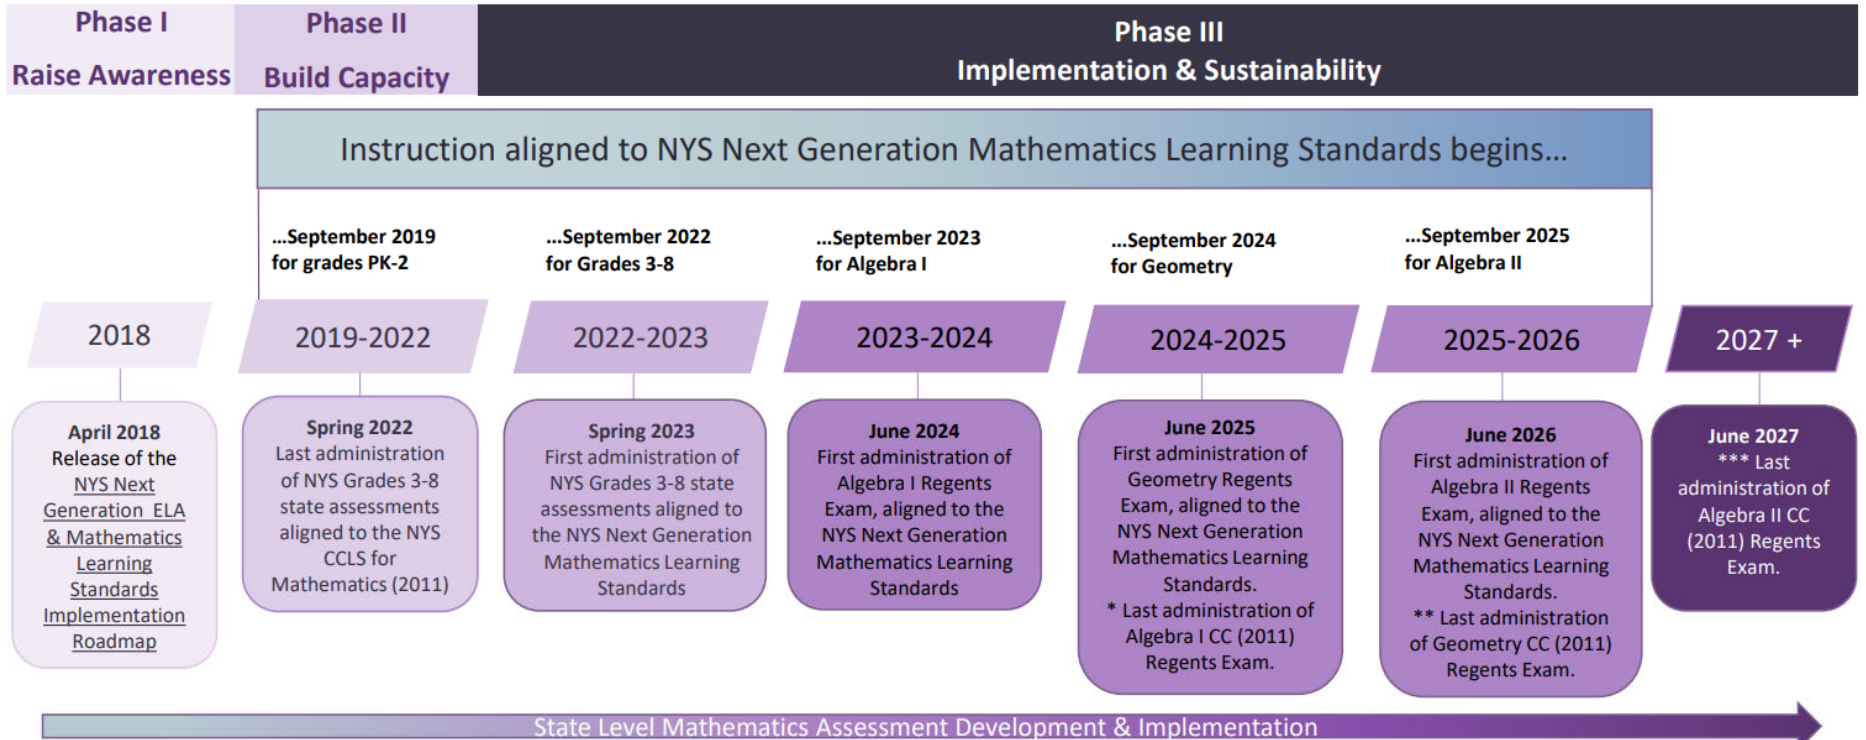 Phase I
Raise Awareness
Phase II
Build Capacity
Phase III
Implementation & Sustainability
Instruction aligned to NYS Next Generation Mathematics Learning Standards begins...
...September 2019
for grades PK-2
...September 2022
for Grades 3-8
...September 2023
for Algebra I
...September 2024
for Geometry
...September 2025
for Algebra II
2018
2019-2022
2022-2023
2023-2024
2024-2025
2025-2026
2027 +
April 2018
Release of the
NYS Next
Generation ELA
& Mathematics
Learning
Standards
Implementation
Roadmap
Spring 2022
Last administration
of NYS Grades 3-8
state assessments
aligned to the NYS
CCLS for
Mathematics (2011)
Spring 2023
First administration of
NYS Grades 3-8 state
assessments aligned to
the NYS Next Generation
Mathematics Learning
Standards
June 2024
First administration of
Algebra I Regents
Exam, aligned to the
NYS Next Generation
Mathematics Learning
Standards
June 2025
First administration of
Geometry Regents
Exam, aligned to the
NYS Next Generation
Mathematics Learning
Standards.
* Last administration of
Algebra I CC (2011)
Regents Exam.
June 2026
First administration of
Algebra II Regents
Exam, aligned to the
NYS Next Generation
Mathematics Learning
Standards.
** Last administration
of Geometry CC (2011)
Regents Exam.
June 2027
*** Last
administration of
Algebra II CC
(2011) Regents
Exam.
State Level Mathematics Assessment Development & Implementation